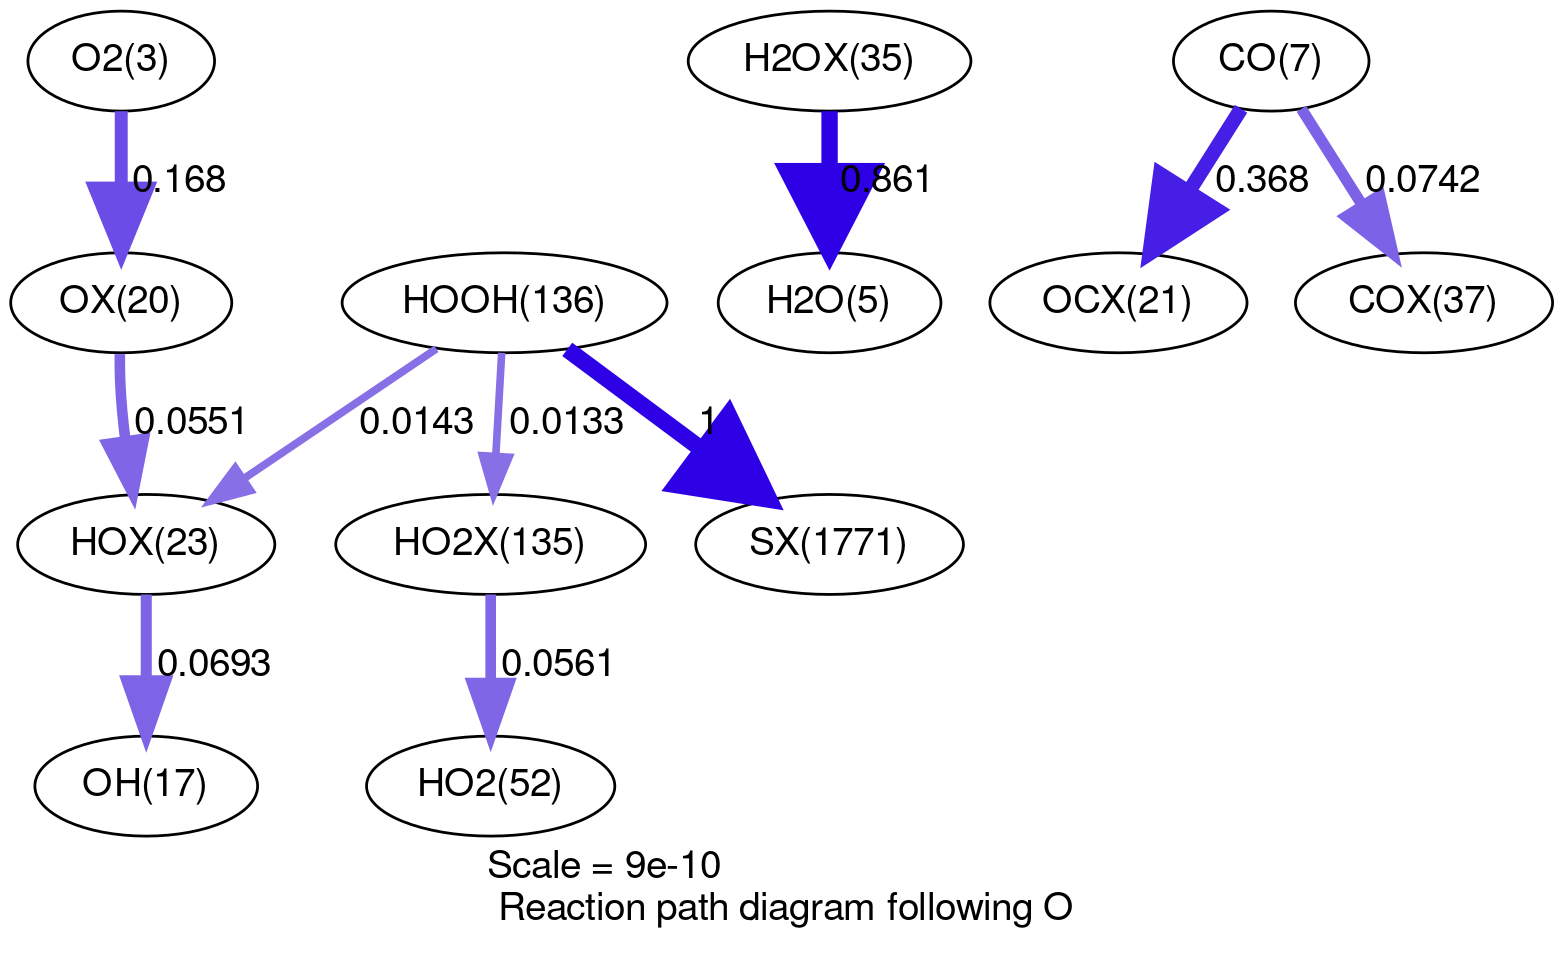 O2(3)
H2OX(35)
CO(7)
0.168
0.861
0.368
0.0742
OX(20)
HOOH(136)
H2O(5)
OCX(21)
COX(37)
0.0551
0.0143
0.0133
1
HOX(23)
HO2X(135)
SX(1771)
0.0693
0.0561
OH(17)
HO2(52)
Scale = 9e-10
Reaction path diagram following O